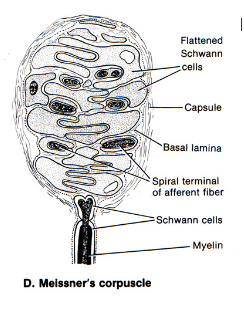 Flattened
Schwann
cells
Capsule
Basal lamina
Spiral terminal
of afferent fiber
Schwann cells
Myelin
D. Meissner's corpuscle